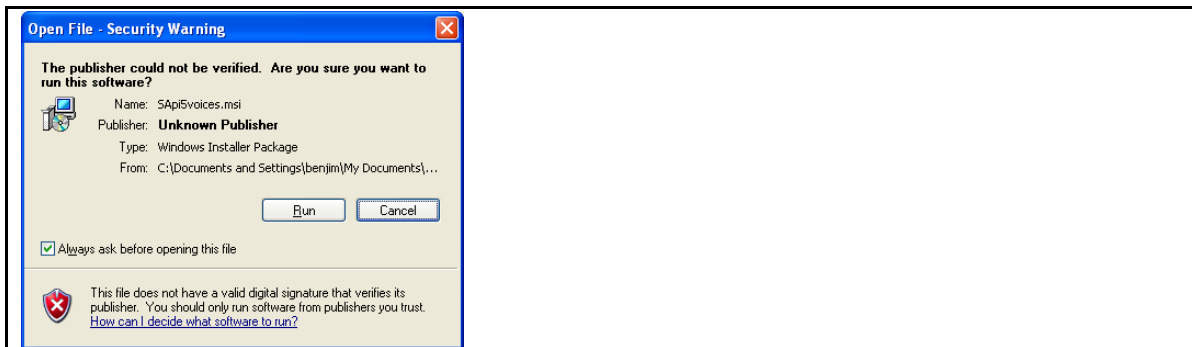 Open File - Security Warning
The publisher could not be verified.  Are you sure you want to
run this software?
Name: SApi5voices.msi
Publisher: Unknown Publisher
Type: Windows Installer Package
From: C:\Documents and Settings\benjim\My Documents\...
Run Cancel
Always ask before opening this file
This file does not have a valid digital signature that verifies its
publisher.  You should only run software from publishers you trust.
How can I decide what software to run?